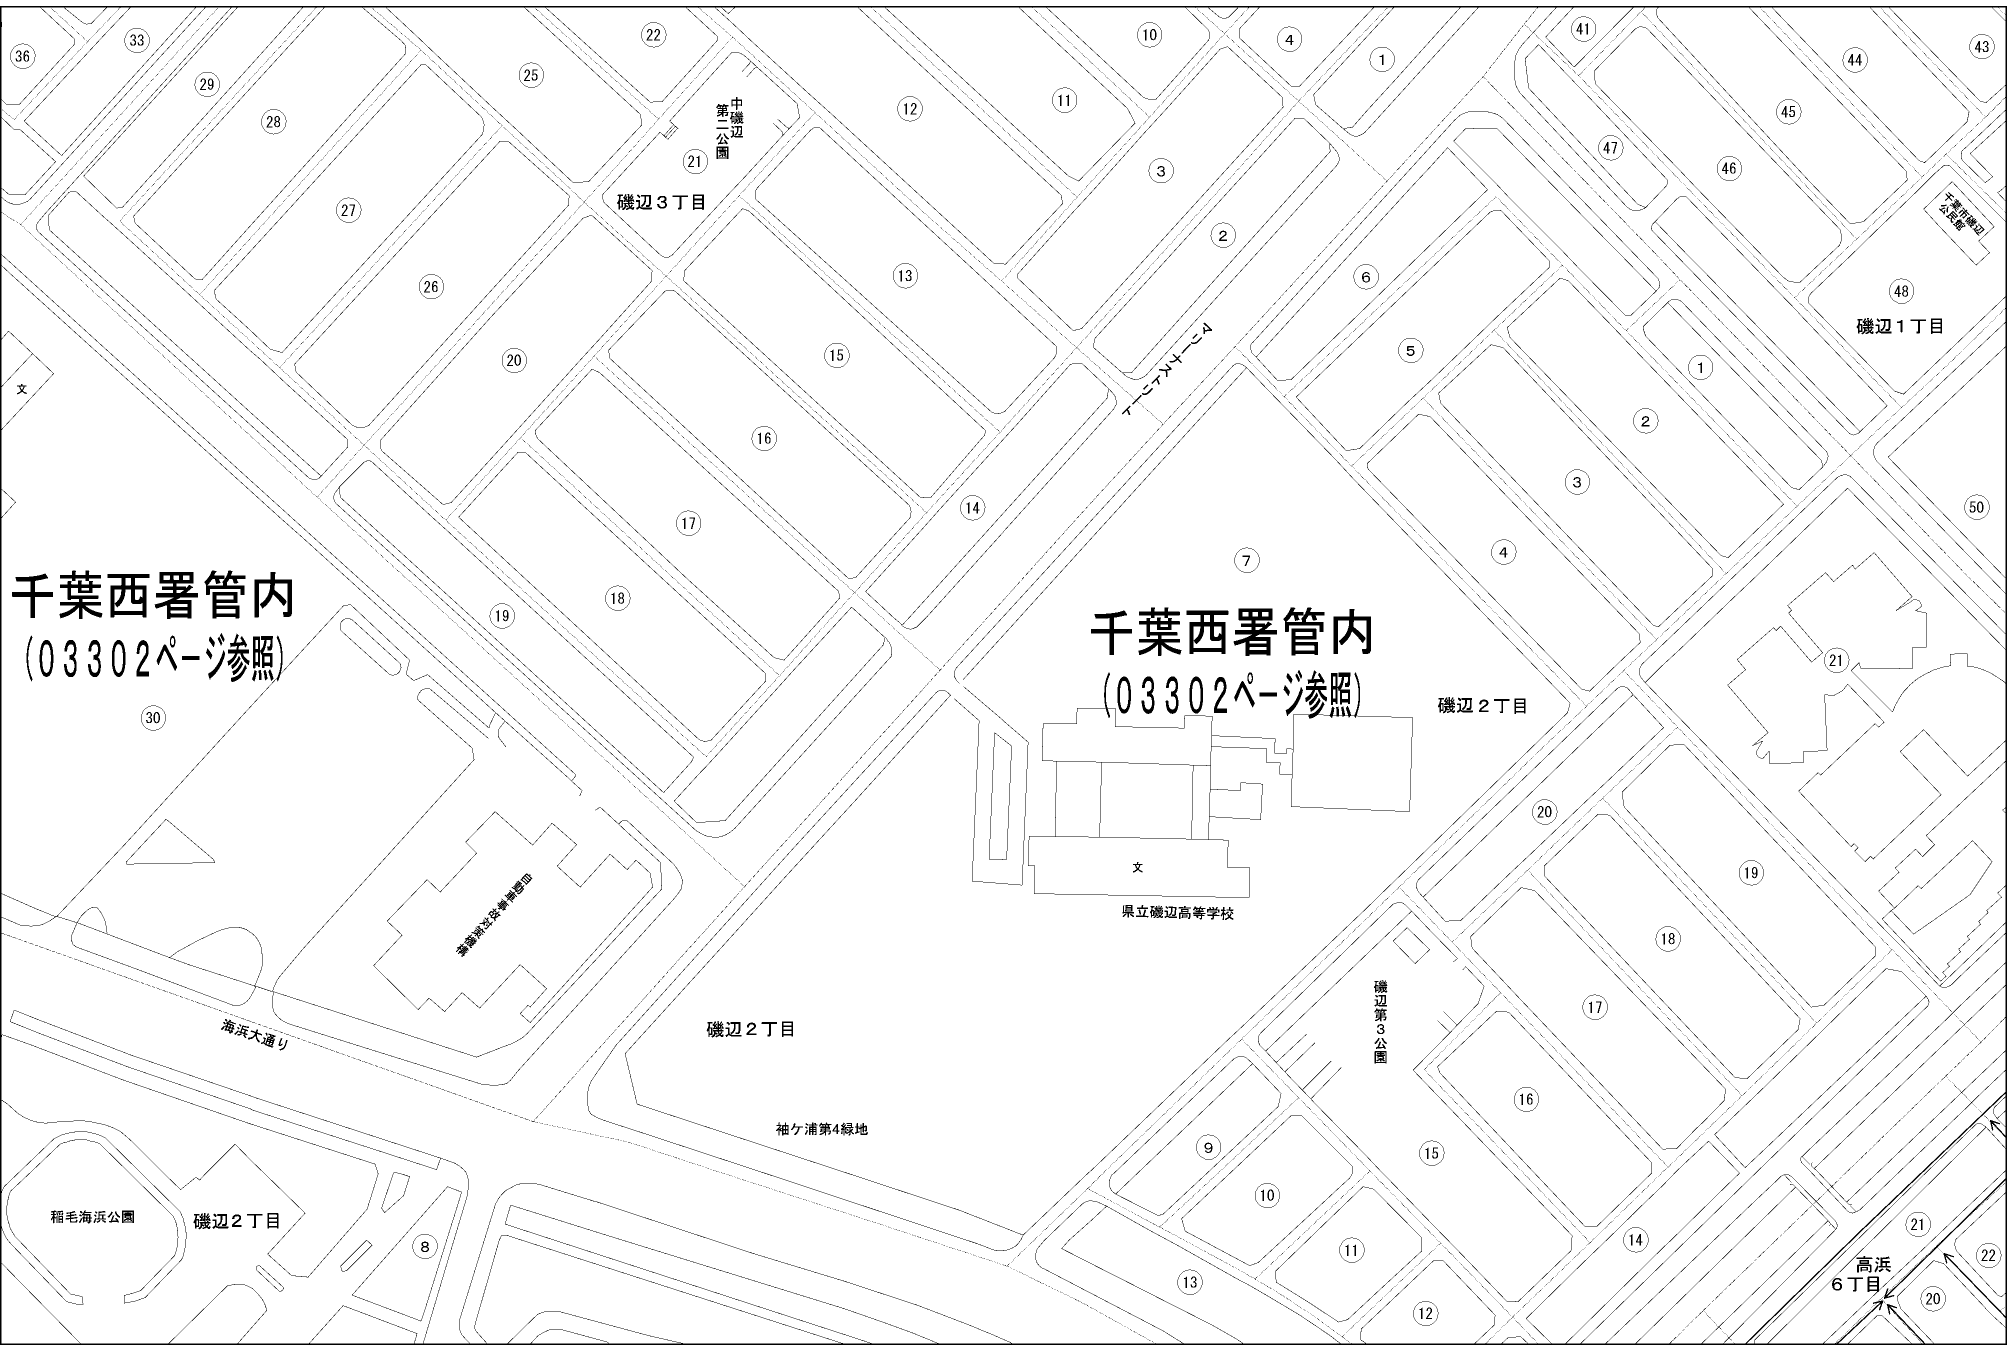 36
33
22
10
4
41
43
29
25
1
44
28
12
11
45
中磯辺
第二公園
47
21
3
46
27
磯辺３丁目
千葉市磯辺
公民館
2
26
13
6
48
磯辺１丁目
マリーナストリート
20
15
5
1
文
16
2
17
14
3
50
18
19
7
4
千葉西署管内
(０３３０２ページ参照)
千葉西署管内
(０３３０２ページ参照)
21
30
磯辺２丁目
20
文
19
県立磯辺高等学校
自動車事故対策機構
18
磯辺第３公園
17
海浜大通り
磯辺２丁目
16
袖ケ浦第4緑地
9
15
10
稲毛海浜公園
磯辺２丁目
8
11
14
21
22
13
高浜
６丁目
12
20